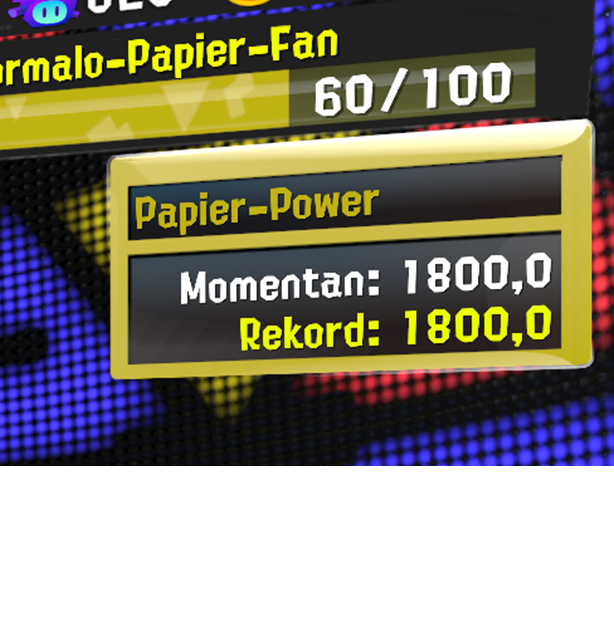 ormalo-Papier-Fan
60/100
Papier-Power
Momentan: 1800,0
Rekord: 1800,0